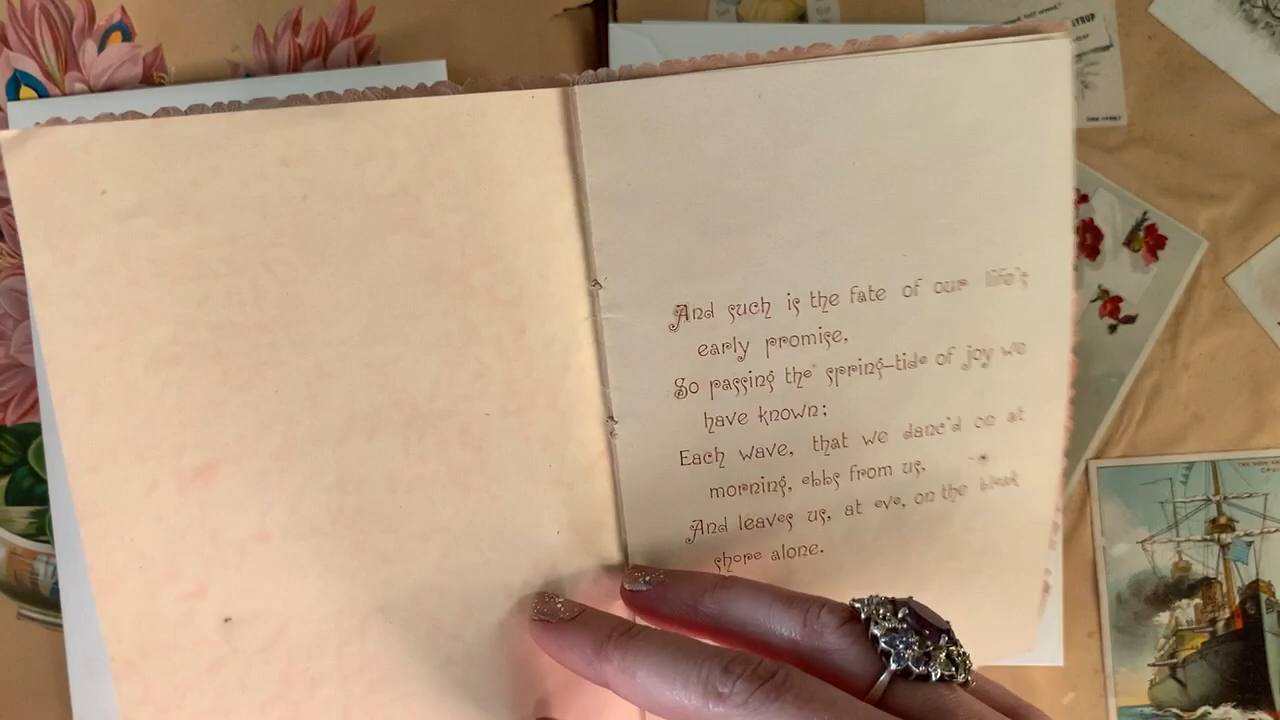 SYRUP
And such is the fate of our life's
early promise,
So passing the spring-tide of joy we
have known;
Each wave, that we danc'd on at
morning, ebbs from us,
And leaves us, at eve, on the bleak
shore alone.